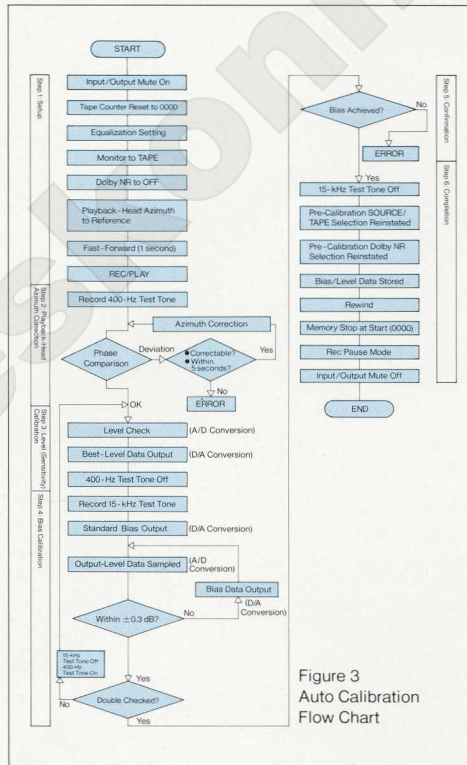 START
Step 1: Setup
Input/Output Mute On
Tape Counter Reset to 0000
Equalization Setting
Monitor to TAPE
Dolby NR to OFF
Playback-Head Azimuth
to Reference
Fast-Forward (1 second)
REC/PLAY
Record 400-Hz Test Tone
Step 2: Playback-Head
Azimuth Correction
Azimuth Correction
Phase
Comparison
Deviation
• Correctable?
• Within
5 seconds?
Yes
No
ERROR
OK
Step 3: Level (Sensitivity)
Calibration
Level Check
(A/D Conversion)
Best-Level Data Output
(D/A Conversion)
400-Hz Test Tone Off
Step 4: Bias Calibration
Record 15-kHz Test Tone
Standard Bias Output
(D/A Conversion)
Output-Level Data Sampled
(A/D
Conversion)
Bias Data Output
(D/A
Conversion)
Within ±0.3 dB?
No
Yes
15-kHz
Test Tone Off
400-Hz
Test Tone On
No
Double Checked?
Yes
Step 5: Confirmation
Bias Achieved?
No
ERROR
Yes
Step 6: Completion
15-kHz Test Tone Off
Pre-Calibration SOURCE/
TAPE Selection Reinstated
Pre-Calibration Dolby NR
Selection Reinstated
Bias/Level Data Stored
Rewind
Memory Stop at Start (0000)
Rec Pause Mode
Input/Output Mute Off
END
Figure 3
Auto Calibration
Flow Chart